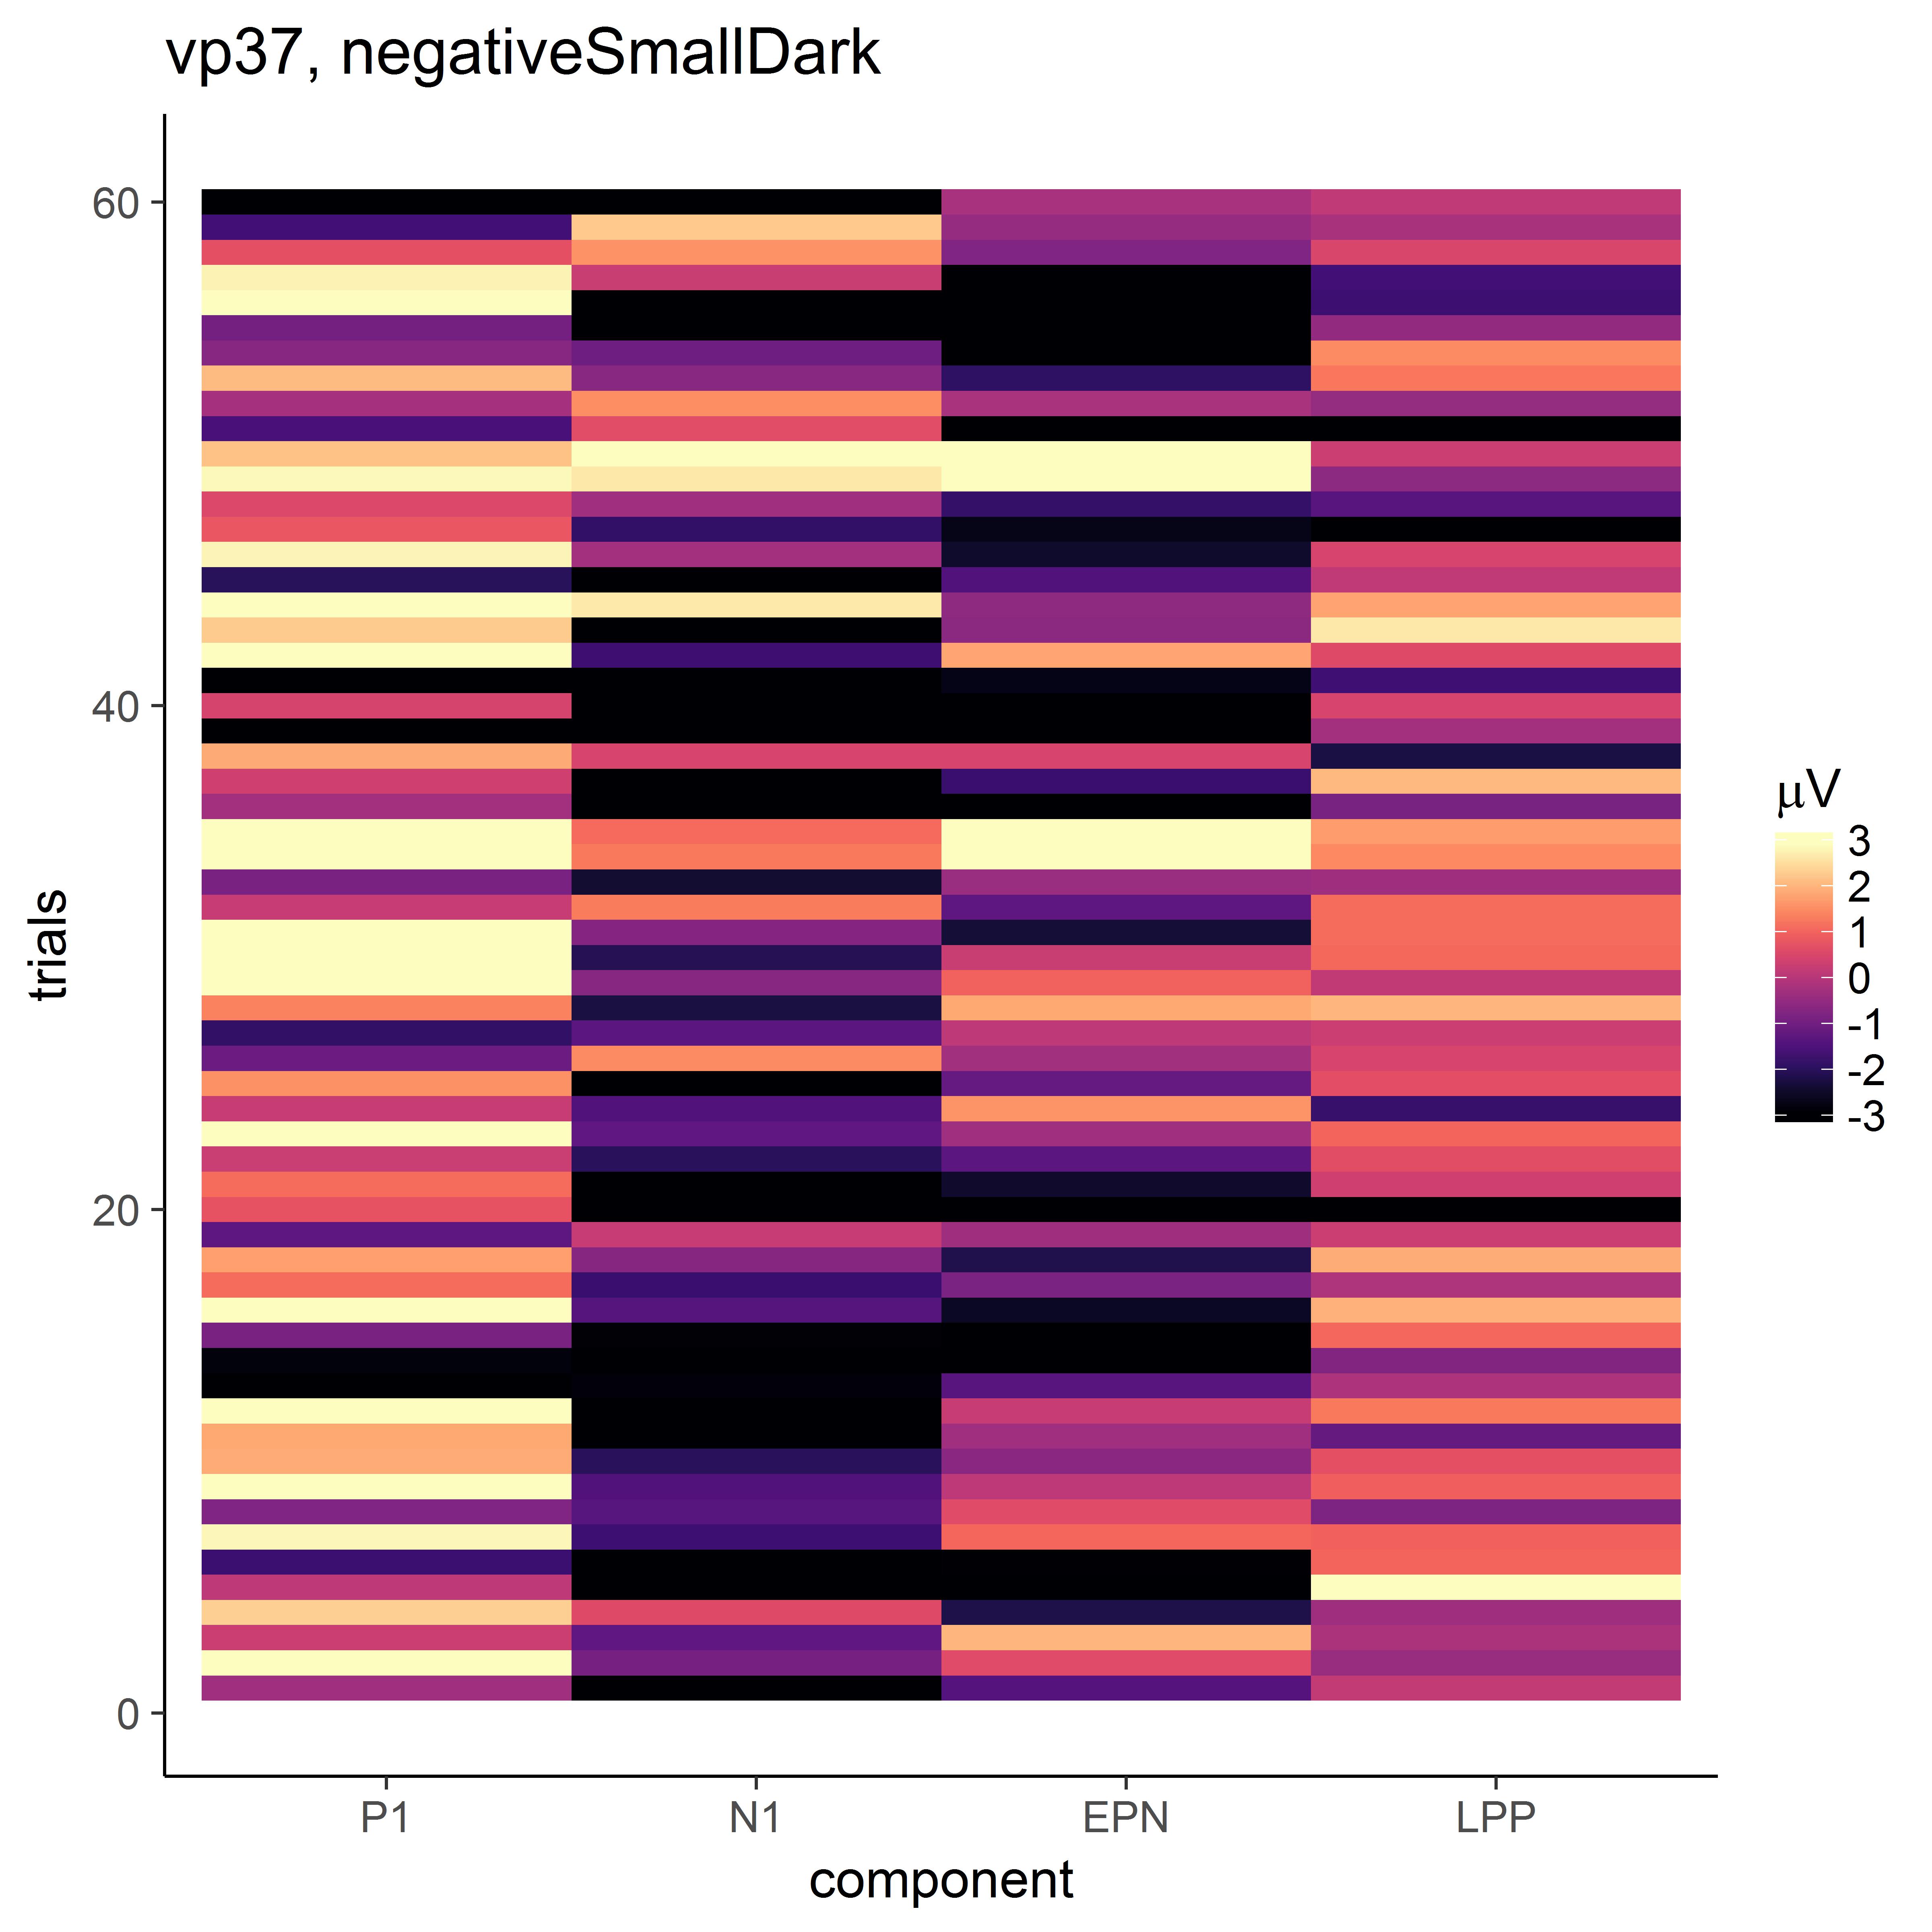 vp37, negativeSmallDark
60
40
20
0
trials
P1 N1 EPN LPP
component
μV
3
2
1
0
-1
-2
-3